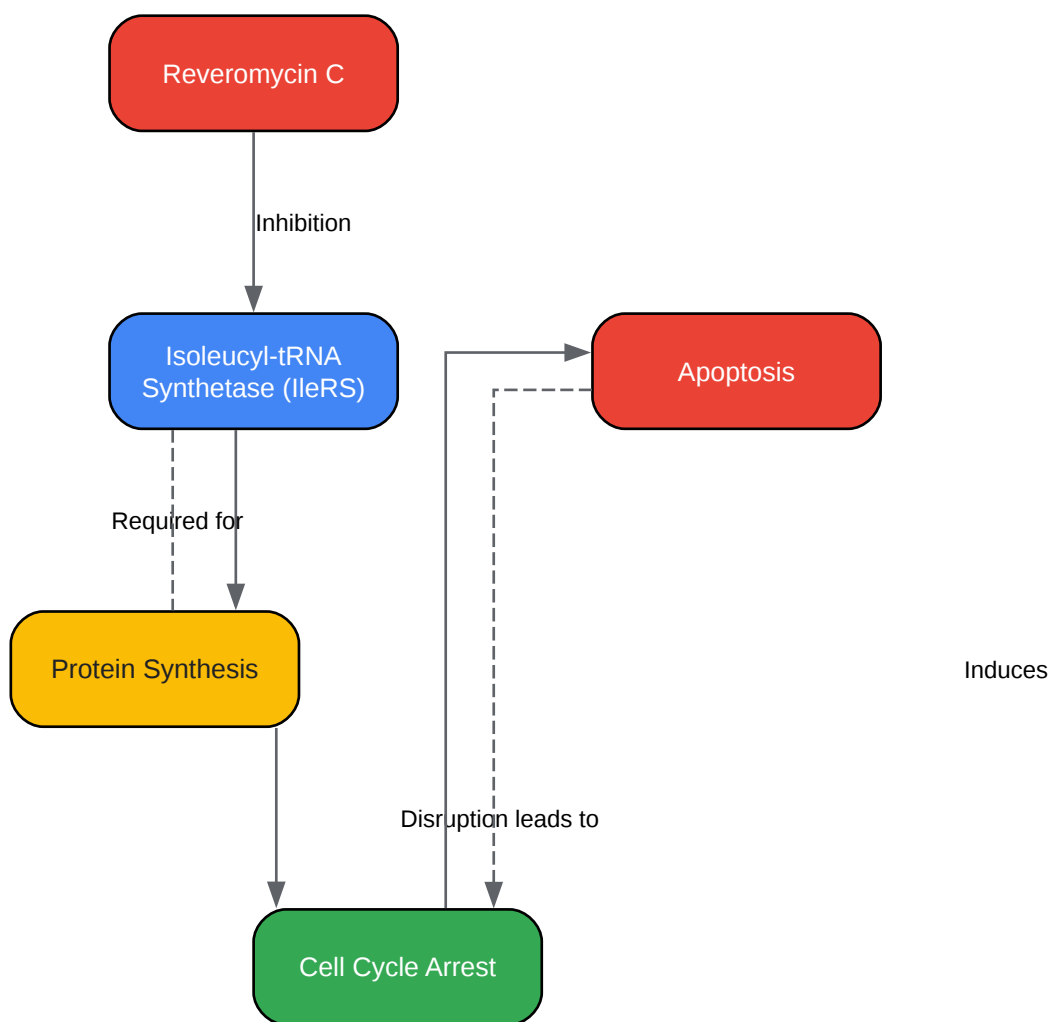 Reveromycin C
Inhibition
Isoleucyl-tRNA
Synthetase (IleRS)
Apoptosis
Required for
Protein Synthesis
Induces
Disruption leads to
Cell Cycle Arrest